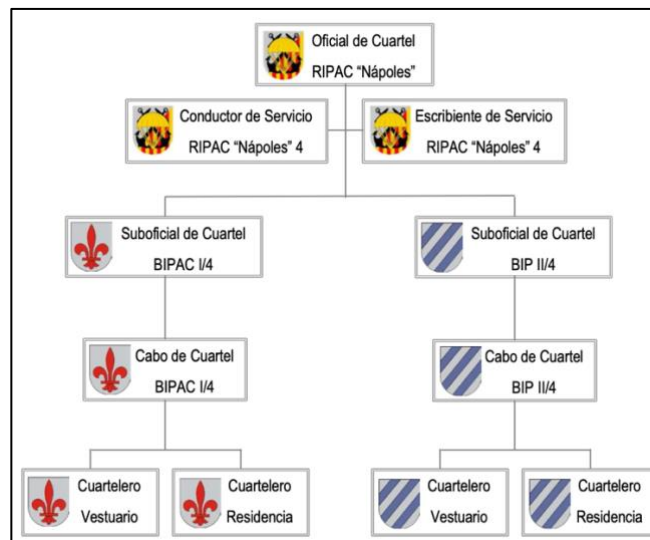 Oficial de Cuartel
RIPAC “Nápoles”
Conductor de Servicio
RIPAC “Nápoles” 4
Escribiente de Servicio
RIPAC “Nápoles” 4
Suboficial de Cuartel
BIPAC I/4
Suboficial de Cuartel
BIP II/4
Cabo de Cuartel
BIPAC I/4
Cabo de Cuartel
BIP II/4
Cuartelero
Vestuario
Cuartelero
Residencia
Cuartelero
Vestuario
Cuartelero
Residencia